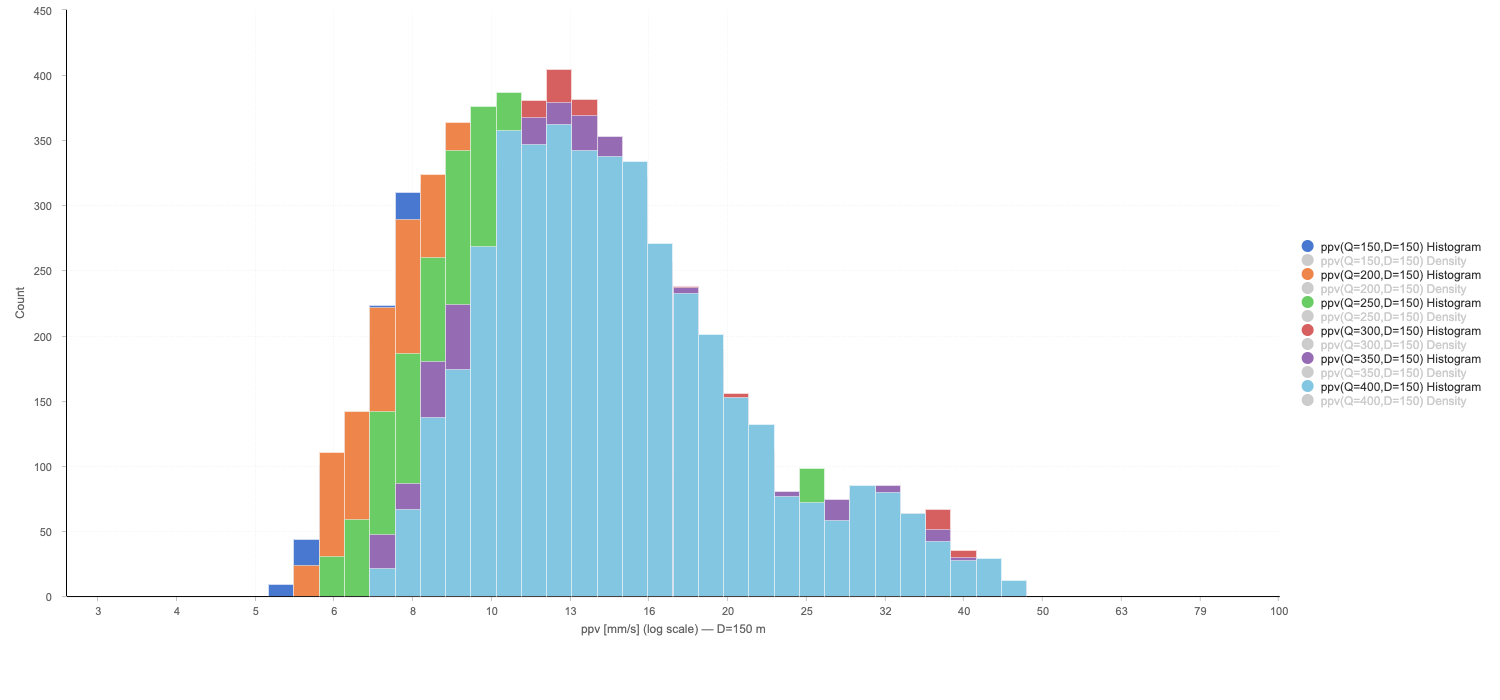 450
400
350
300
250
200
150
100
50
0
Count
3 4 5 6 8 10 13 16 20 25 32 40 50 63 79 100
ppv [mm/s] (log scale) — D=150 m
ppv(Q=150,D=150) Histogram
ppv(Q=150,D=150) Density
ppv(Q=200,D=150) Histogram
ppv(Q=200,D=150) Density
ppv(Q=250,D=150) Histogram
ppv(Q=250,D=150) Density
ppv(Q=300,D=150) Histogram
ppv(Q=300,D=150) Density
ppv(Q=350,D=150) Histogram
ppv(Q=350,D=150) Density
ppv(Q=400,D=150) Histogram
ppv(Q=400,D=150) Density